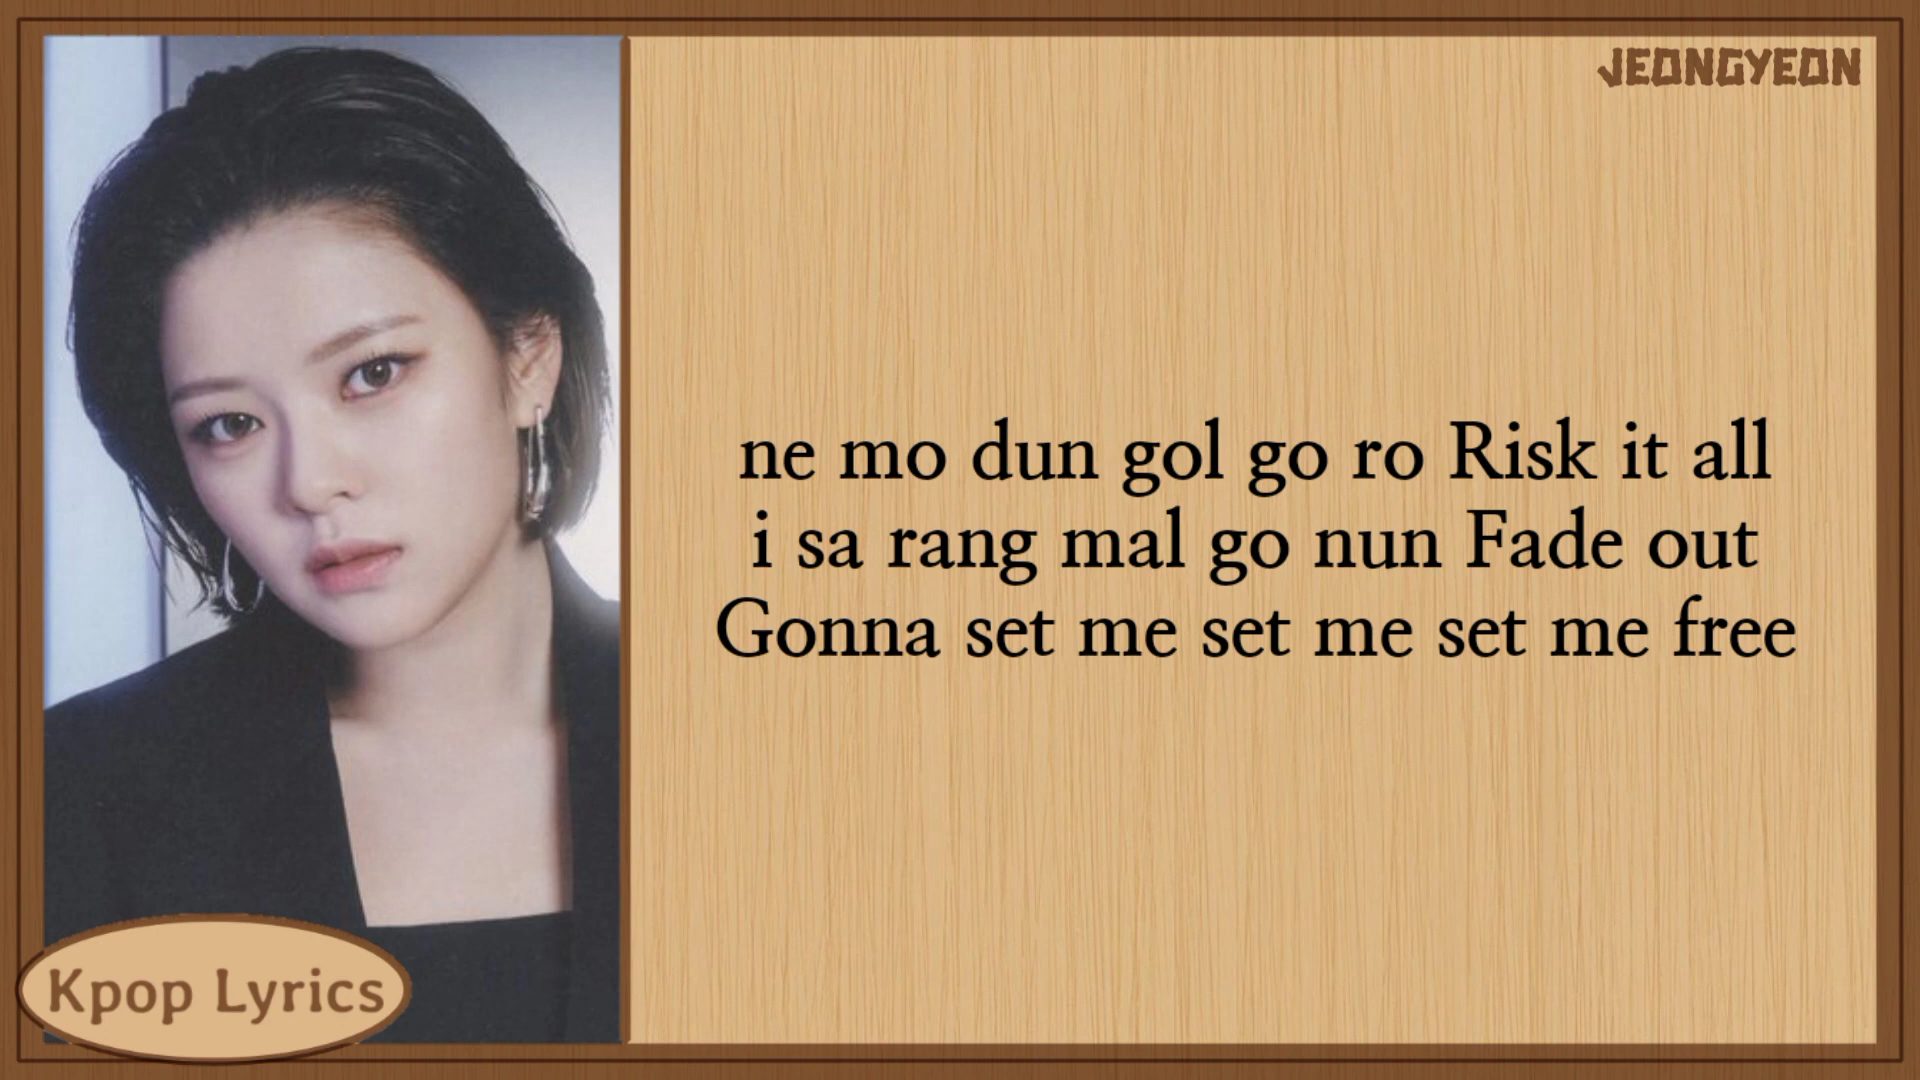 JEONGYEON
ne mo dun gol go ro Risk it all
i sa rang mal go nun Fade out
Gonna set me set me set me free
Kpop Lyrics